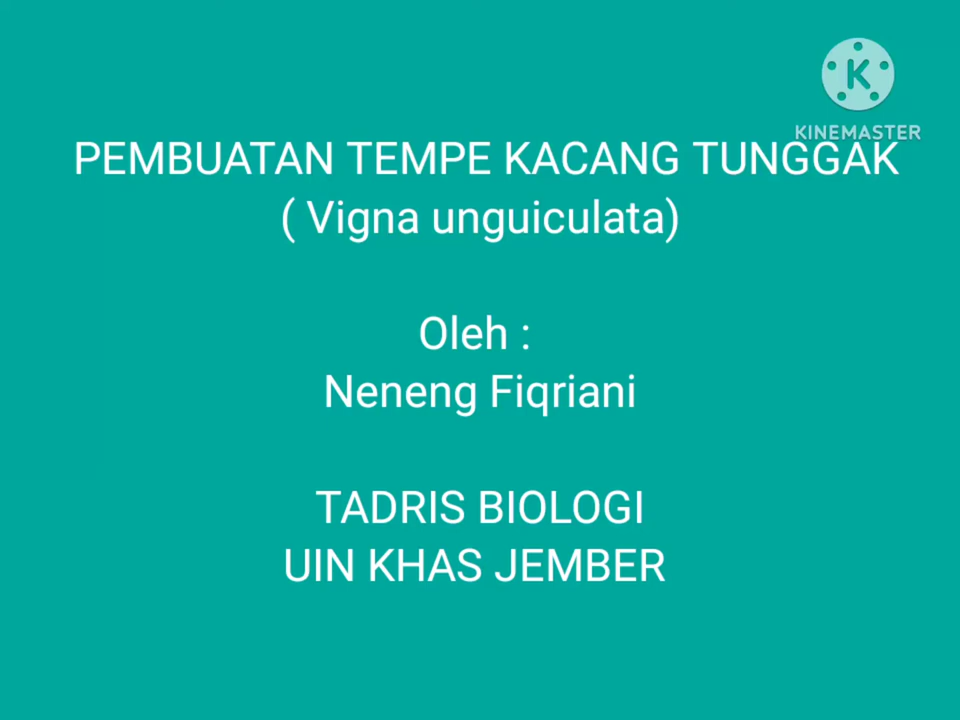 KINEMASTER
PEMBUATAN TEMPE KACANG TUNGGAK
( Vigna unguiculata)
Oleh :
Neneng Fiqriani
TADRIS BIOLOGI
UIN KHAS JEMBER